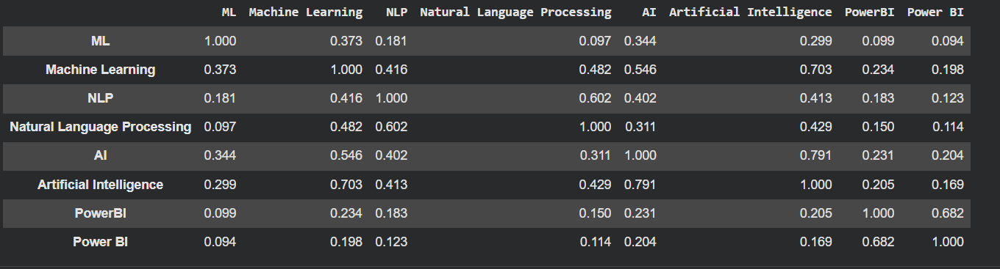 ML Machine Learning NLP Natural Language Processing AI Artificial Intelligence PowerBI Power BI
ML 1.000 0.373 0.181 0.097 0.344 0.299 0.099 0.094
Machine Learning 0.373 1.000 0.416 0.482 0.546 0.703 0.234 0.198
NLP 0.181 0.416 1.000 0.602 0.402 0.413 0.183 0.123
Natural Language Processing 0.097 0.482 0.602 1.000 0.311 0.429 0.150 0.114
AI 0.344 0.546 0.402 0.311 1.000 0.791 0.231 0.204
Artificial Intelligence 0.299 0.703 0.413 0.429 0.791 1.000 0.205 0.169
PowerBI 0.099 0.234 0.183 0.150 0.231 0.205 1.000 0.682
Power BI 0.094 0.198 0.123 0.114 0.204 0.169 0.682 1.000